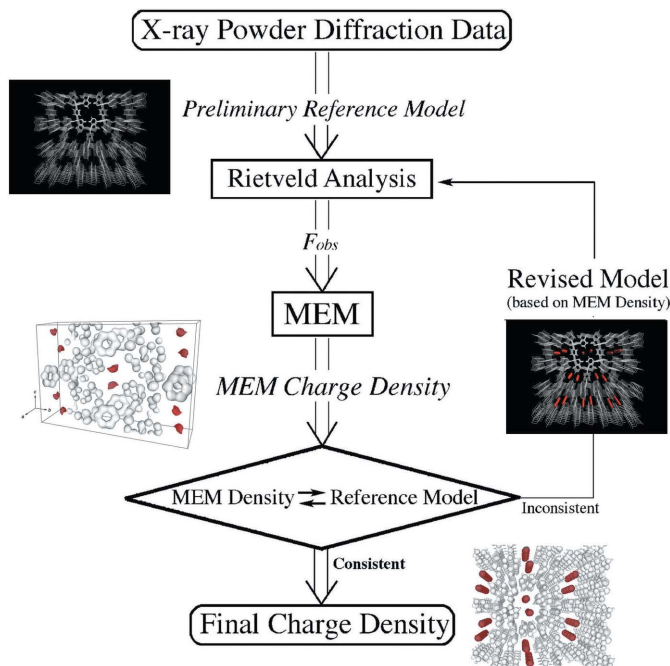 X-ray Powder Diffraction Data
Preliminary Reference Model
Rietveld Analysis
Fobs
MEM
Revised Model
(based on MEM Density)
MEM Charge Density
MEM Density
Reference Model
Inconsistent
Consistent
Final Charge Density